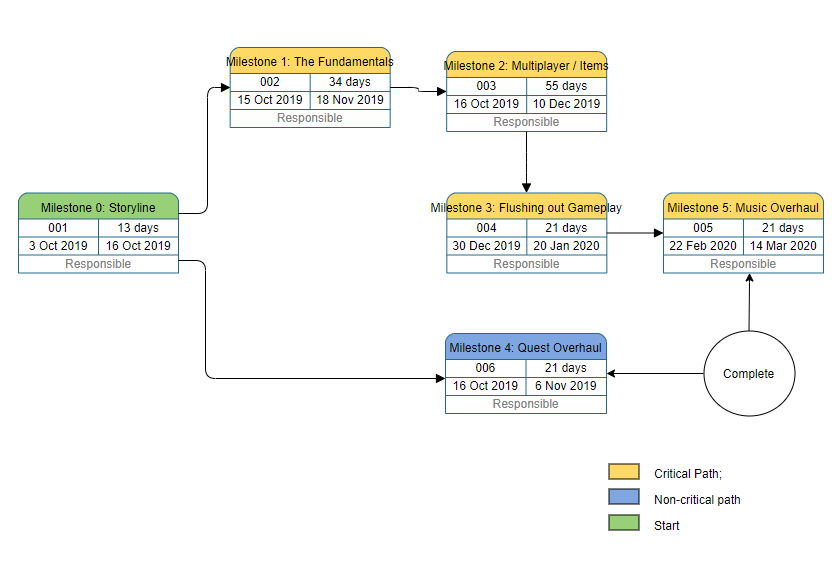 Milestone 1: The Fundamentals
002 34 days
15 Oct 2019 18 Nov 2019
Responsible
Milestone 2: Multiplayer / Items
003 55 days
16 Oct 2019 10 Dec 2019
Responsible
Milestone 0: Storyline
001 13 days
3 Oct 2019 16 Oct 2019
Responsible
Milestone 3: Flushing out Gameplay
004 21 days
30 Dec 2019 20 Jan 2020
Responsible
Milestone 5: Music Overhaul
005 21 days
22 Feb 2020 14 Mar 2020
Responsible
Milestone 4: Quest Overhaul
006 21 days
16 Oct 2019 6 Nov 2019
Responsible
Complete
Critical Path;
Non-critical path
Start